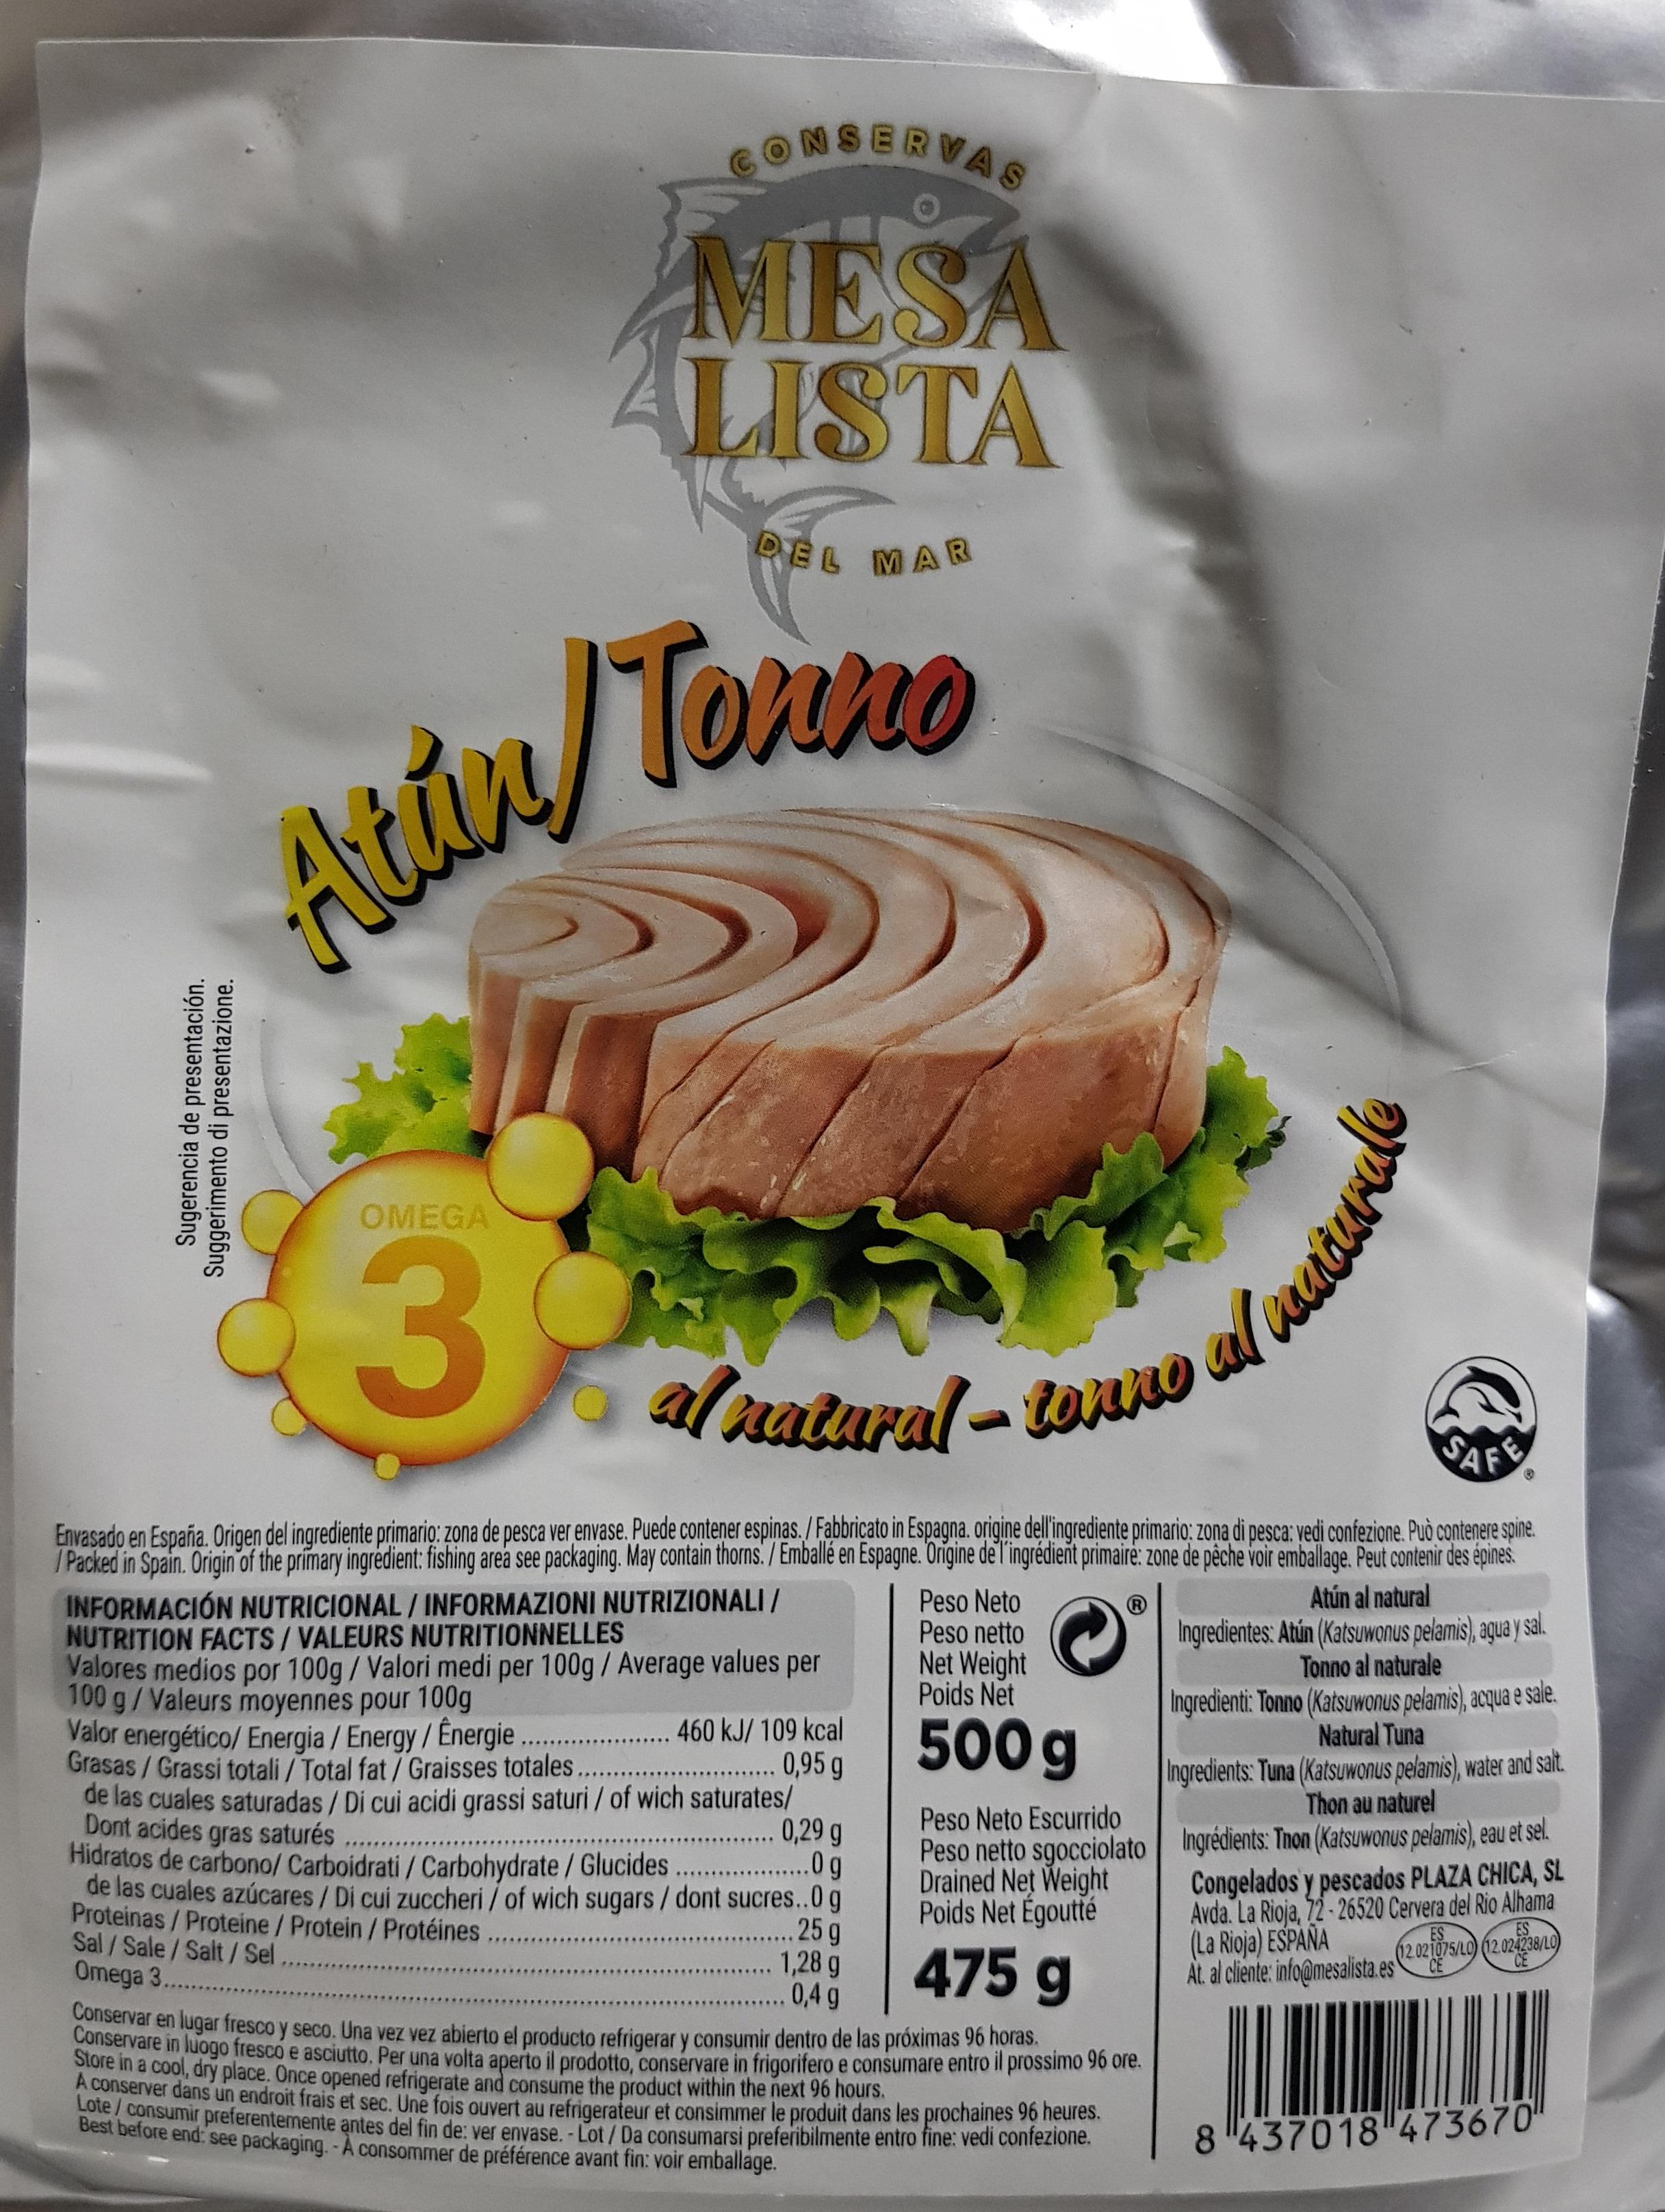 CONSERVAS
MESA
LISTA
DEL MAR
Atún/Tonno
Sugerencia de presentación.
Suggerimento di presentazione.
OMEGA
3
al natural - tonno al naturale
SAFE
®
Envasado en España. Origen del ingrediente primario: zona de pesca ver envase. Puede contener espinas. / Fabbricato in Espagna. origine dell'ingrediente primario: zona di pesca: vedi confezione. Può contenere spine.
/ Packed in Spain. Origin of the primary ingredient: fishing area see packaging. May contain thorns. / Emballé en Espagne. Origine de l'ingrédient primaire: zone de pêche voir emballage. Peut contenir des épines.
INFORMACIÓN NUTRICIONAL / INFORMAZIONI NUTRIZIONALI /
NUTRITION FACTS / VALEURS NUTRITIONNELLES
Valores medios por 100g / Valori medi per 100g / Average values per
100 g / Valeurs moyennes pour 100g
Valor energético/ Energia / Energy / Ênergie .................... 460 kJ/ 109 kcal
Grasas / Grassi totali / Total fat / Graisses totales ........................... 0,95 g
de las cuales saturadas / Di cui acidi grassi saturi / of wich saturates/
Dont acides gras saturés ........................................................... 0,29 g
Hidratos de carbono/ Carboidrati / Carbohydrate / Glucides ..................0 g
de las cuales azúcares / Di cui zuccheri / of wich sugars / dont sucres..0 g
Proteinas / Proteine / Protein / Protéines .......................................... 25 g
Sal / Sale / Salt / Sel ................................................................... 1,28 g
Omega 3........................................................................................ 0,4 g
Conservar en lugar fresco y seco. Una vez vez abierto el producto refrigerar y consumir dentro de las próximas 96 horas.
Conservare in luogo fresco e asciutto. Per una volta aperto il prodotto, conservare in frigorifero e consumare entro il prossimo 96 ore.
Store in a cool, dry place. Once opened refrigerate and consume the product within the next 96 hours.
A conserver dans un endroit frais et sec. Une fois ouvert au refrigerateur et consimmer le produit dans les prochaines 96 heures.
Lote / consumir preferentemente antes del fin de: ver envase. - Lot / Da consumarsi preferibilmente entro fine: vedi confezione.
Best before end: see packaging. - À consommer de préférence avant fin: voir emballage.
Peso Neto
Peso netto
Net Weight
Poids Net
®
500 g
Peso Neto Escurrido
Peso netto sgocciolato
Drained Net Weight
Poids Net Égoutté
475 g
Atún al natural
Ingredientes: Atún (Katsuwonus pelamis), agua y sal.
Tonno al naturale
Ingredienti: Tonno (Katsuwonus pelamis), acqua e sale.
Natural Tuna
Ingredients: Tuna (Katsuwonus pelamis), water and salt.
Thon au naturel
Ingrédients: Tnon (Katsuwonus pelamis), eau et sel.
Congelados y pescados PLAZA CHICA, SL
Avda. La Rioja, 72 - 26520 Cervera del Rio Alhama
(La Rioja) ESPAÑA
At. al cliente: info@mesalista.es
ES
12.021075/LO
CE
ES
12.024238/LO
CE
8 437018 473670